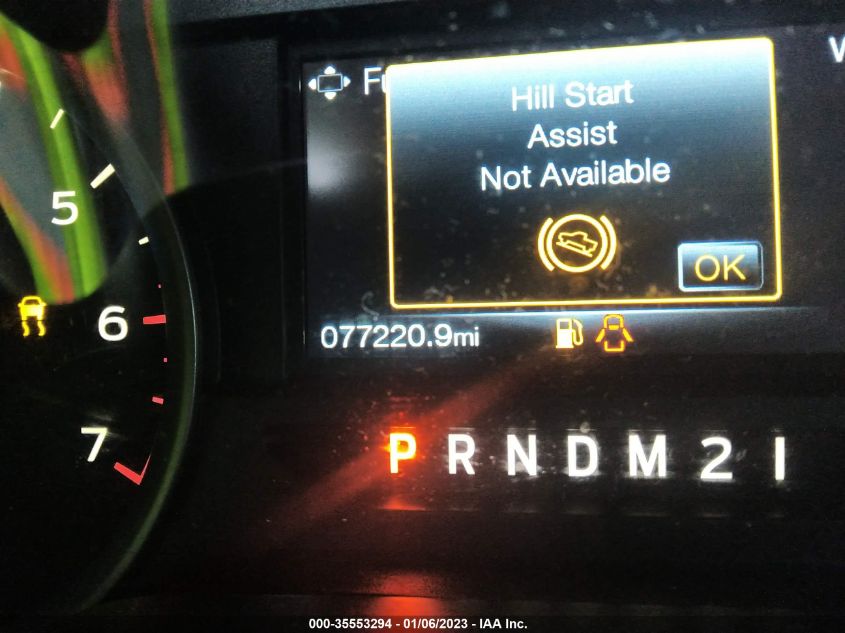 Hill Start
Assist
Not Available
OK
5
6
7
077220.9mi
P R N D M 2 1
000-35553294 - 01/06/2023 - IAA Inc.